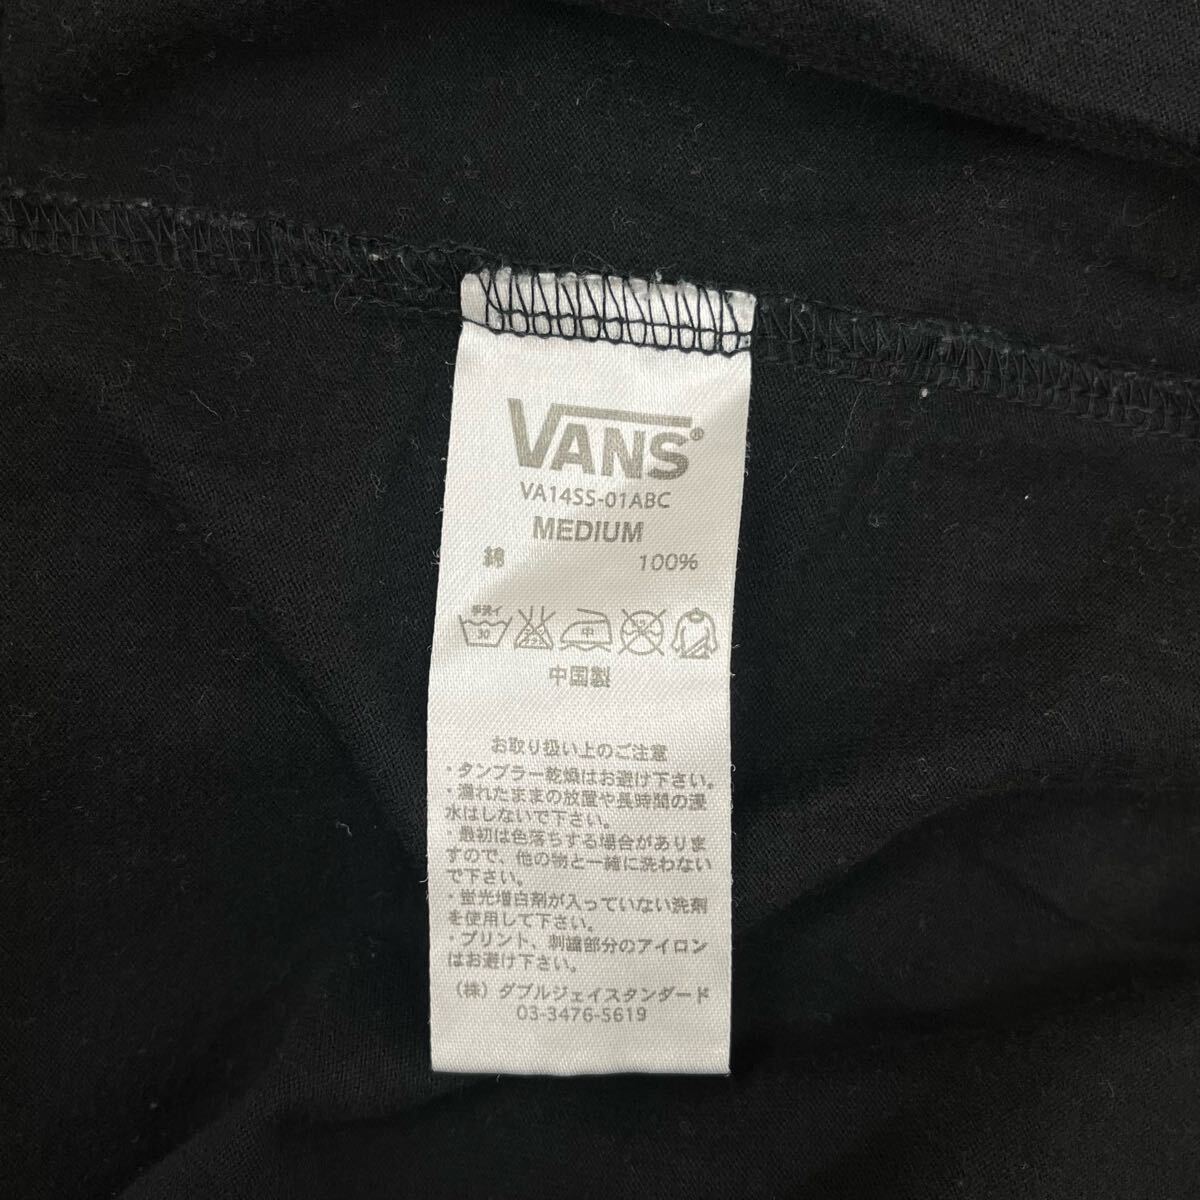 VANS®
VA14SS-01ABC
MEDIUM
綿 100%
手洗イ
30 中
中国製
お取り扱い上のご注意
・タンブラー乾燥はお避け下さい。
・濡れたままの放置や長時間の浸
水はしないで下さい。
・最初は色落ちする場合がありま
すので、他の物と一緒に洗わない
で下さい。
・蛍光増白剤が入っていない洗剤
を使用して下さい。
・プリント、刺繍部分のアイロン
はお避け下さい。
（株）ダブルジェイスタンダード
03-3476-5619